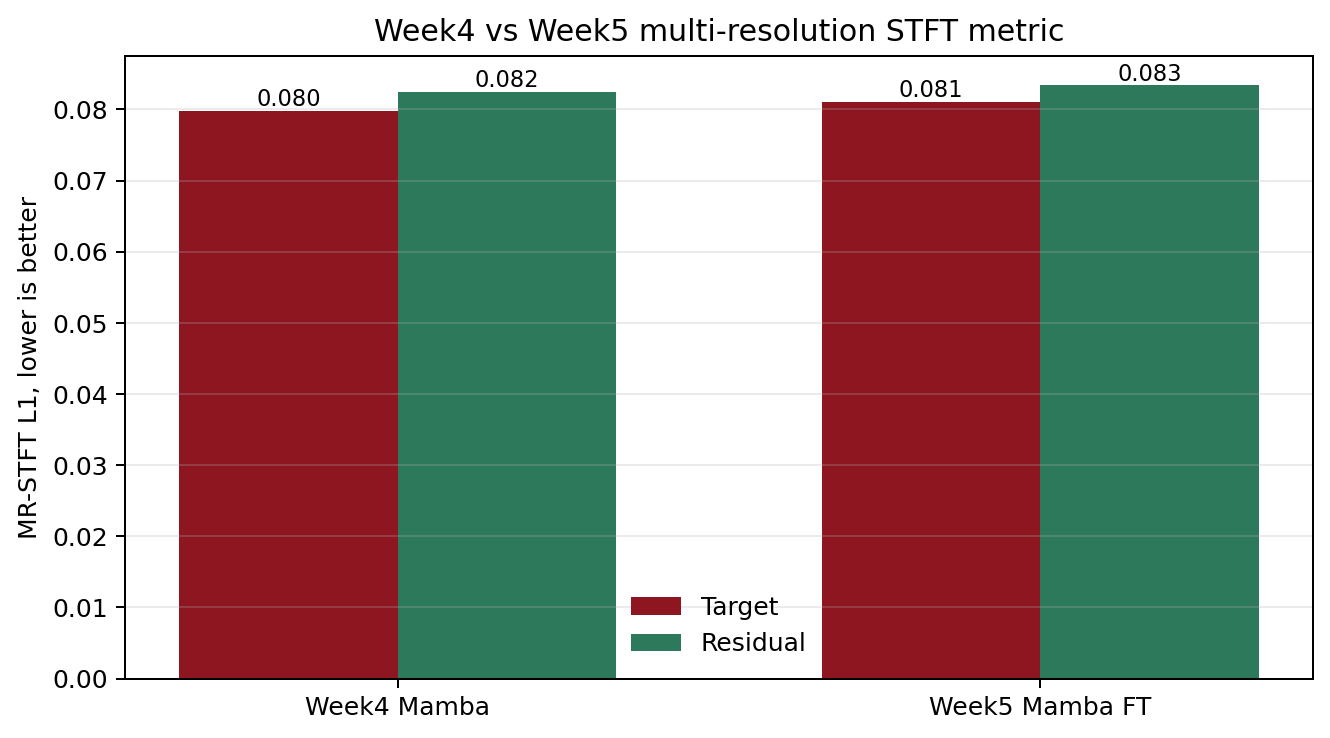 Week4 vs Week5 multi-resolution STFT metric
MR-STFT L1, lower is better
0.08
0.07
0.06
0.05
0.04
0.03
0.02
0.01
0.00
0.080
0.082
0.081
0.083
Target
Residual
Week4 Mamba
Week5 Mamba FT